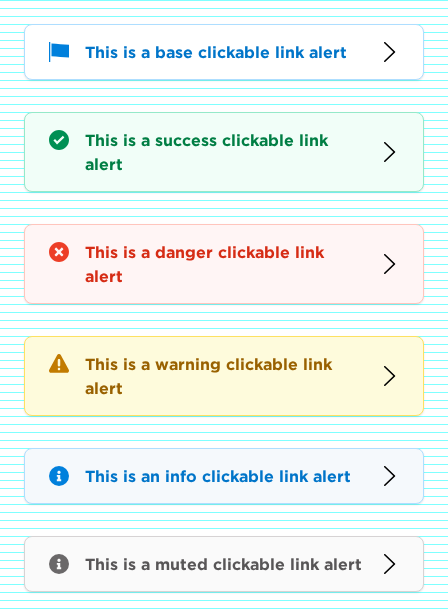 This is a base clickable link alert
This is a success clickable link
alert
This is a danger clickable link
alert
This is a warning clickable link
alert
This is an info clickable link alert
This is a muted clickable link alert